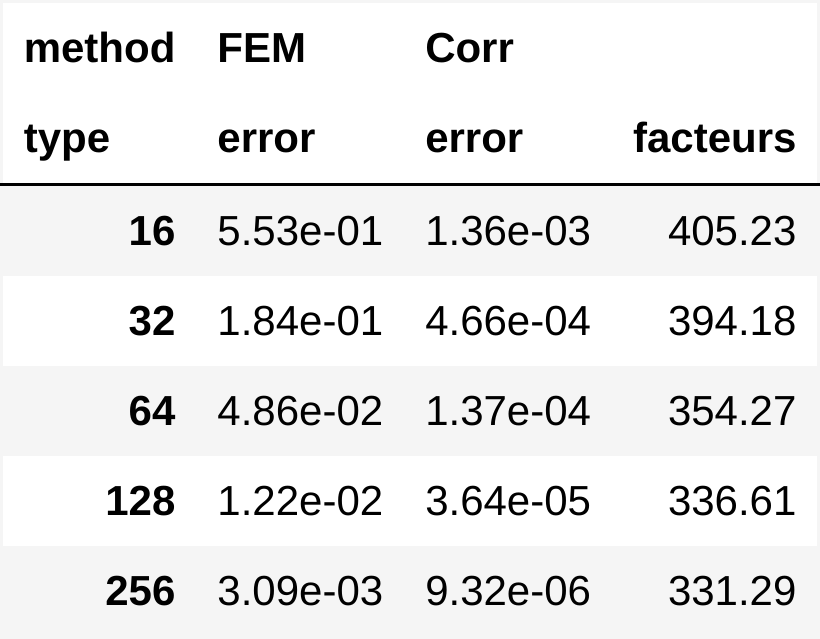 method FEM Corr
type error error facteurs
16 5.53e-01 1.36e-03 405.23
32 1.84e-01 4.66e-04 394.18
64 4.86e-02 1.37e-04 354.27
128 1.22e-02 3.64e-05 336.61
256 3.09e-03 9.32e-06 331.29